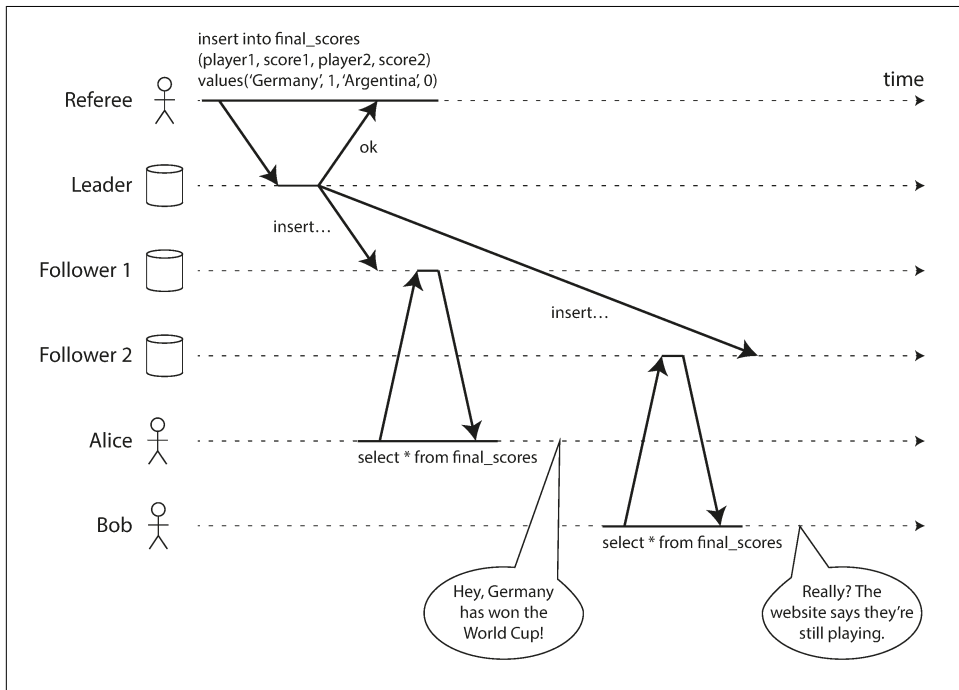 insert into final_scores
(player1, score1, player2, score2)
values(‘Germany’, 1, ‘Argentina’, 0)
time
Referee
ok
Leader
insert…
Follower 1
insert…
Follower 2
Alice
select * from final_scores
Bob
select * from final_scores
Hey, Germany
has won the
World Cup!
Really? The
website says they’re
still playing.